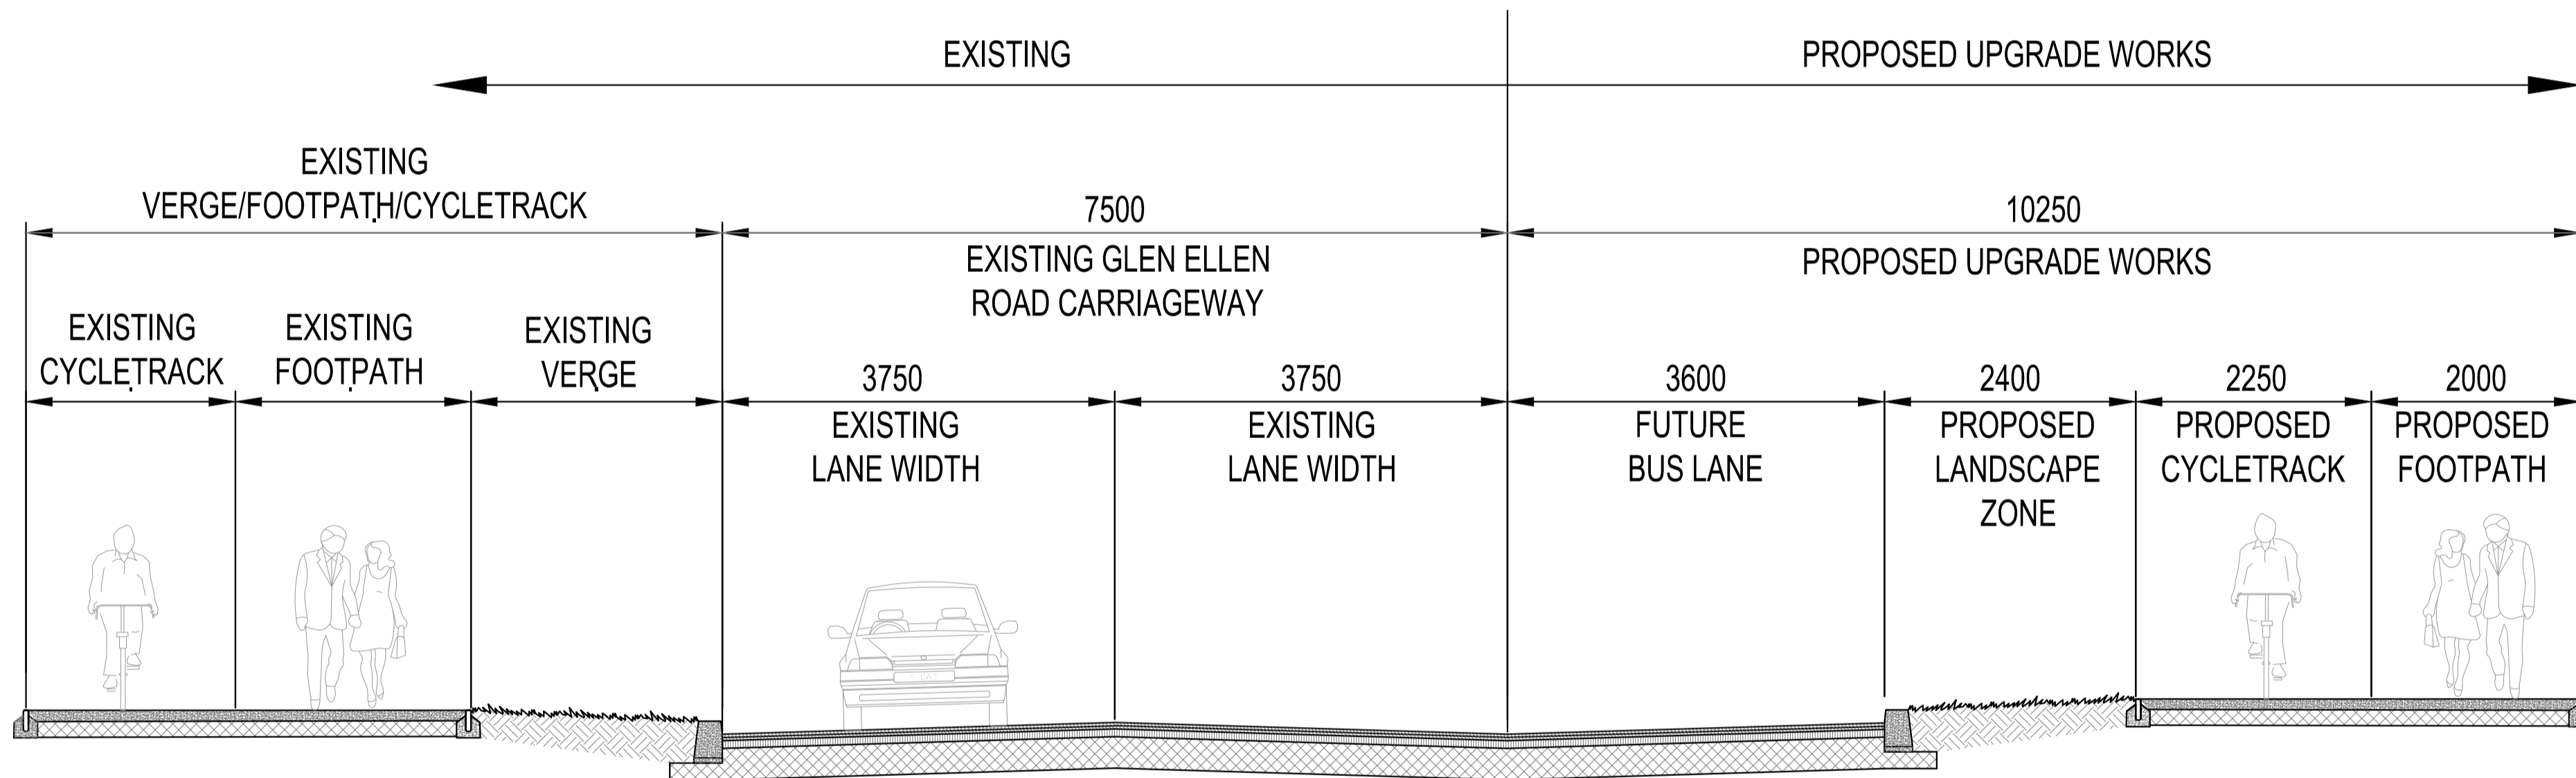 EXISTING
PROPOSED UPGRADE WORKS
EXISTING
VERGE/FOOTPATH/CYCLETRACK
7500
10250
EXISTING GLEN ELLEN
ROAD CARRIAGEWAY
PROPOSED UPGRADE WORKS
EXISTING
CYCLETRACK
EXISTING
FOOTPATH
EXISTING
VERGE
3750
EXISTING
LANE WIDTH
3750
EXISTING
LANE WIDTH
3600
FUTURE
BUS LANE
2400
PROPOSED
LANDSCAPE
ZONE
2250
PROPOSED
CYCLETRACK
2000
PROPOSED
FOOTPATH